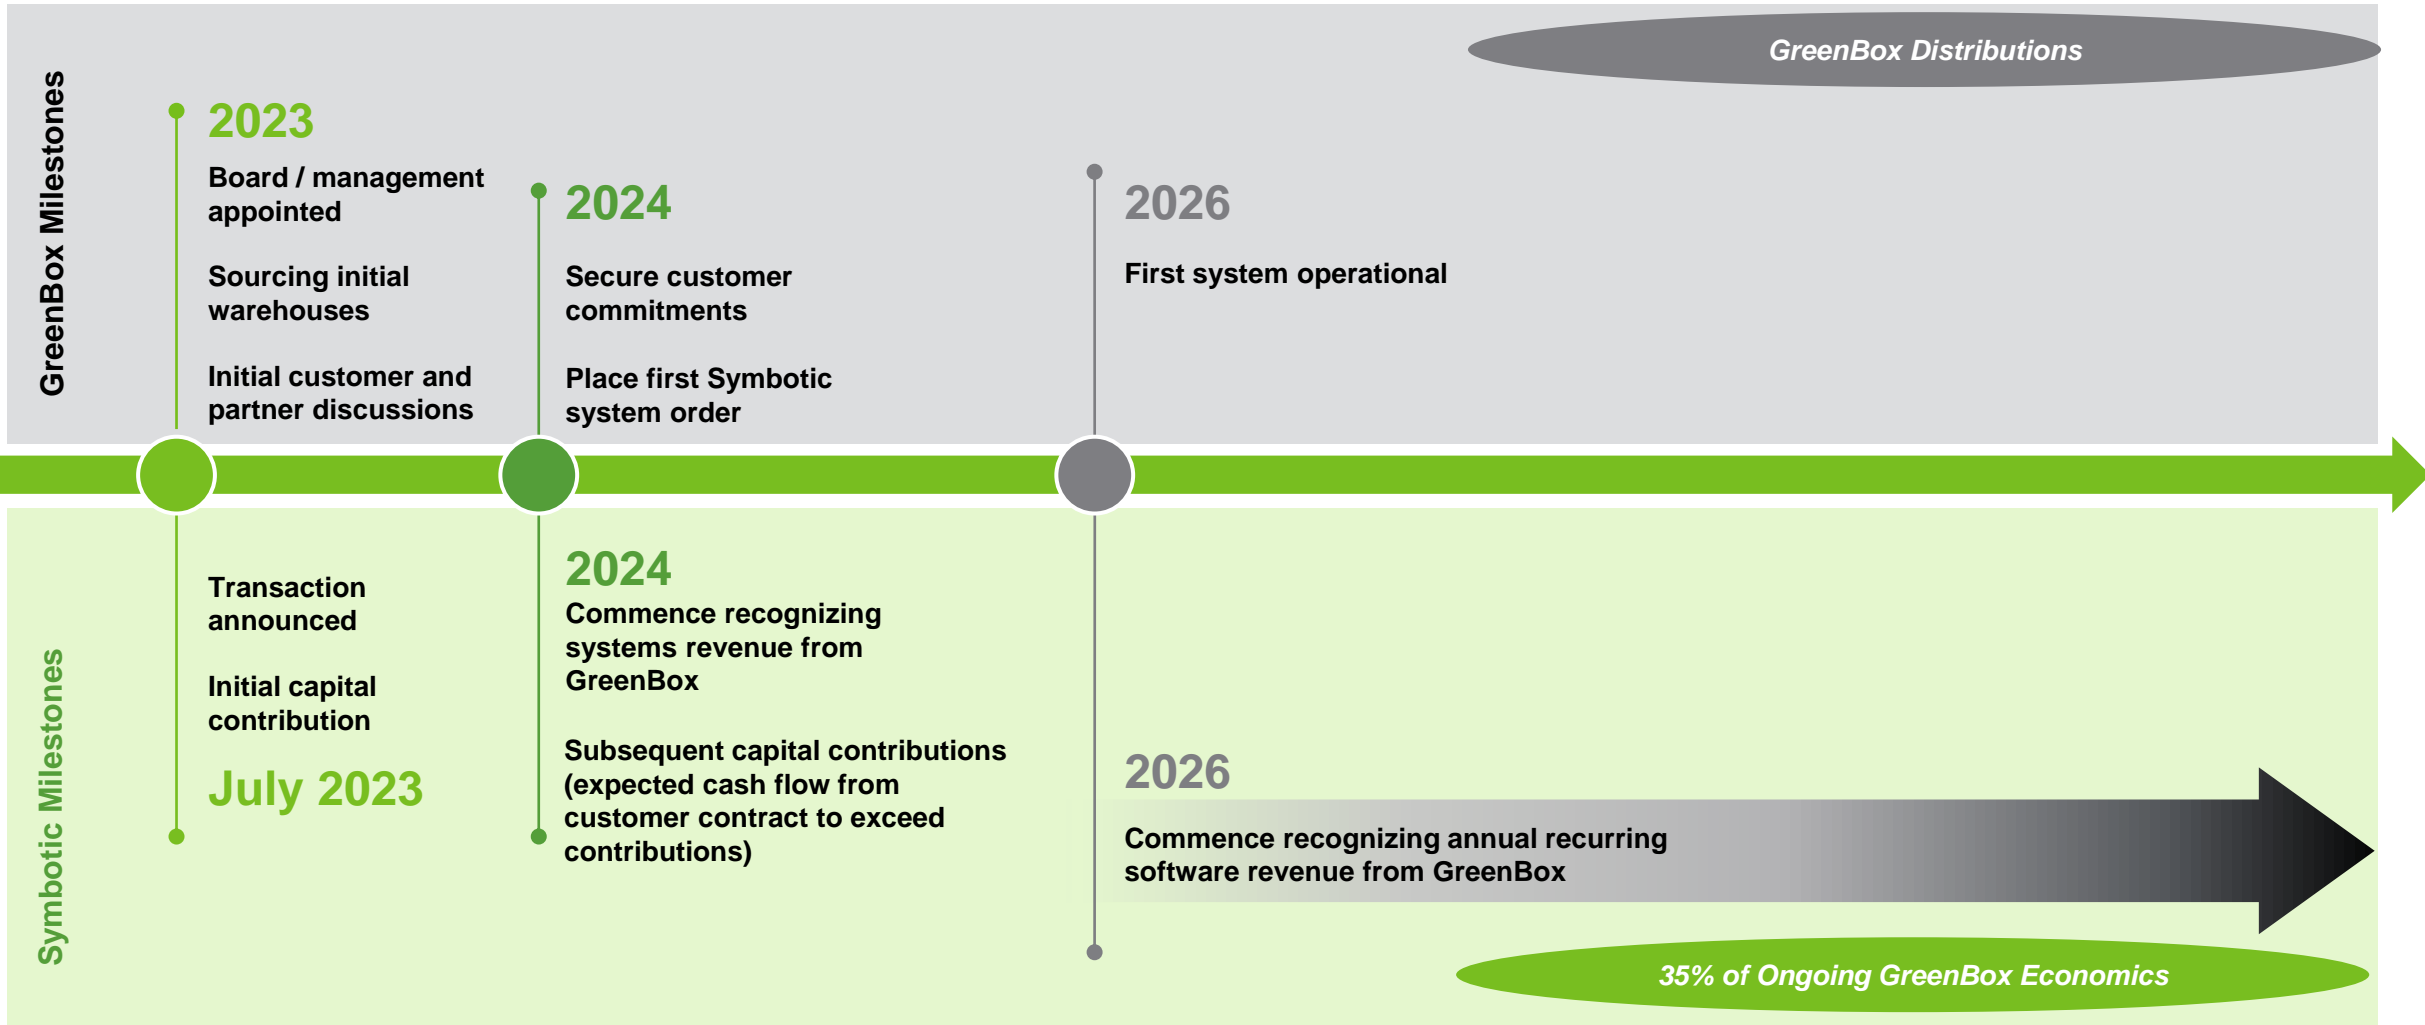 GreenBox Distributions
GreenBox Milestones
2023
Board / management
appointed
Sourcing initial
warehouses
Initial customer and
partner discussions
2024
Secure customer
commitments
Place first Symbotic
system order
2026
First system operational
Symbotic Milestones
Transaction
announced
Initial capital
contribution
July 2023
2024
Commence recognizing
systems revenue from
GreenBox
Subsequent capital contributions
(expected cash flow from
customer contract to exceed
contributions)
2026
Commence recognizing annual recurring
software revenue from GreenBox
35% of Ongoing GreenBox Economics